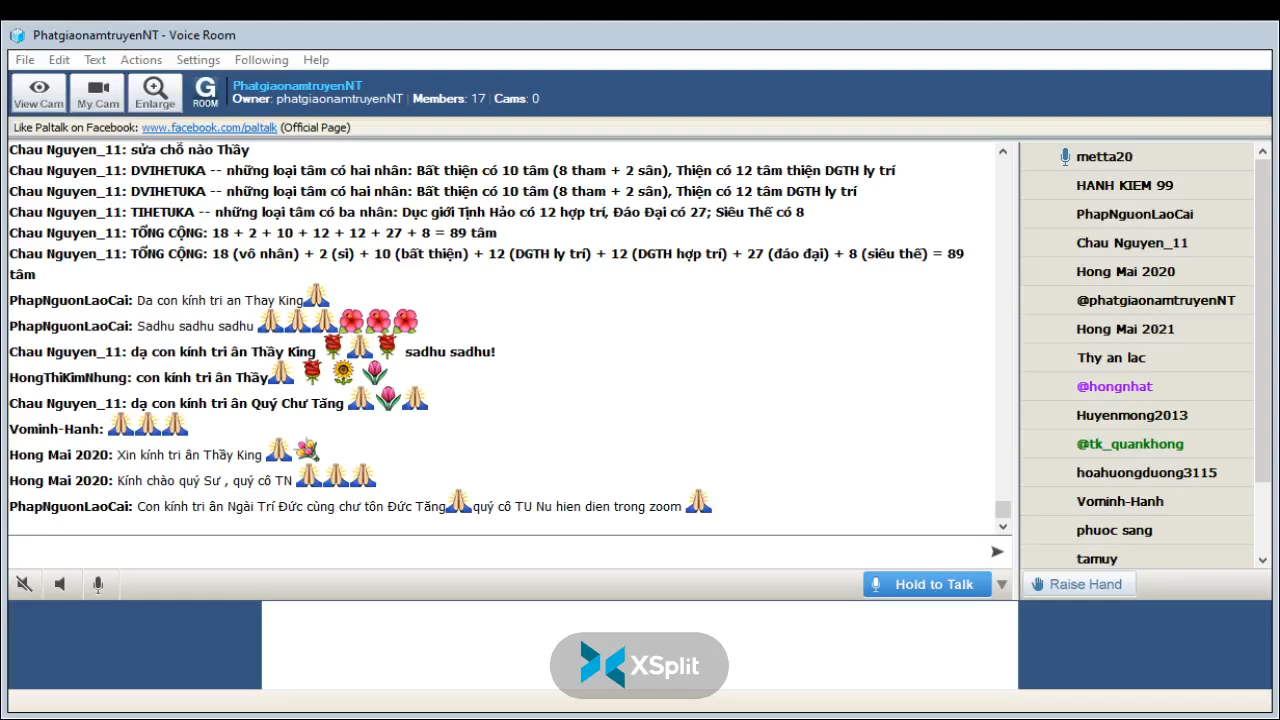 PhatgiaonamtruyenNT - Voice Room
File Edit Text Actions Settings Following Help
View Cam My Cam Enlarge G ROOM
PhatgiaonamtruyenNT
Owner: phatgiaonamtruyenNT | Members: 17 | Cams: 0
Like Paltalk on Facebook: www.facebook.com/paltalk (Official Page)
Chau Nguyen_11: sửa chỗ nào Thầy
Chau Nguyen_11: DVIHETUKA -- những loại tâm có hai nhân: Bất thiện có 10 tâm (8 tham + 2 sân), Thiện có 12 tâm thiện DGTH ly trí
Chau Nguyen_11: DVIHETUKA -- những loại tâm có hai nhân: Bất thiện có 10 tâm (8 tham + 2 sân), Thiện có 12 tâm DGTH ly trí
Chau Nguyen_11: TIHETUKA -- những loại tâm có ba nhân: Dục giới Tịnh Hảo có 12 hợp trí, Đáo Đại có 27; Siêu Thế có 8
Chau Nguyen_11: TỔNG CỘNG: 18 + 2 + 10 + 12 + 12 + 27 + 8 = 89 tâm
Chau Nguyen_11: TỔNG CỘNG: 18 (vô nhân) + 2 (si) + 10 (bất thiện) + 12 (DGTH ly trí) + 12 (DGTH hợp trí) + 27 (đáo đại) + 8 (siêu thế) = 89
tâm
PhapNguonLaoCai: Da con kính tri an Thay King
PhapNguonLaoCai: Sadhu sadhu sadhu
Chau Nguyen_11: dạ con kính tri ân Thầy King sadhu sadhu!
HongThiKimNhung: con kính tri ân Thầy
Chau Nguyen_11: dạ con kính tri ân Quý Chư Tăng
Vominh-Hanh:
Hong Mai 2020: Xin kính tri ân Thầy King
Hong Mai 2020: Kính chào quý Sư , quý cô TN
PhapNguonLaoCai: Con kính tri ân Ngài Trí Đức cùng chư tôn Đức Tăng quý cô TU Nu hien dien trong zoom
metta20
HANH KIEM 99
PhapNguonLaoCai
Chau Nguyen_11
Hong Mai 2020
@phatgiaonamtruyenNT
Hong Mai 2021
Thy an lac
@hongnhat
Huyenmong2013
@tk_quankhong
hoahuongduong3115
Vominh-Hanh
phuoc sang
tamuy
Hold to Talk
Raise Hand
XSplit